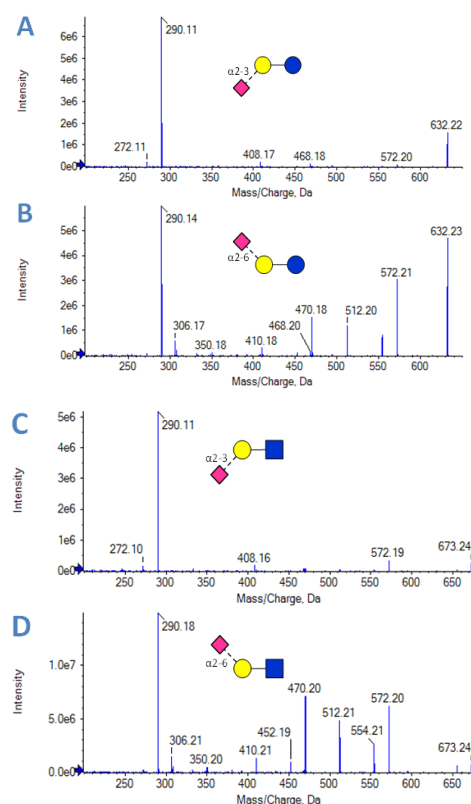 A
Intensity
6e6
5e6
4e6
3e6
2e6
1e6
0e0
290.11
α2-3
272.11
408.17
468.18
572.20
632.22
250 300 350 400 450 500 550 600 650
Mass/Charge, Da
B
Intensity
5e6
4e6
3e6
2e6
1e6
0e0
290.14
α2-6
306.17
350.18
410.18
468.20
470.18
512.20
572.21
632.23
250 300 350 400 450 500 550 600 650
Mass/Charge, Da
C
Intensity
5e6
4e6
3e6
2e6
1e6
0e0
290.11
α2-3
272.10
408.16
572.19
673.24
250 300 350 400 450 500 550 600 650
Mass/Charge, Da
D
Intensity
1.0e7
5.0e6
0.0e0
290.18
α2-6
306.21
350.20
410.21
452.19
470.20
512.21
554.21
572.20
673.24
250 300 350 400 450 500 550 600 650
Mass/Charge, Da